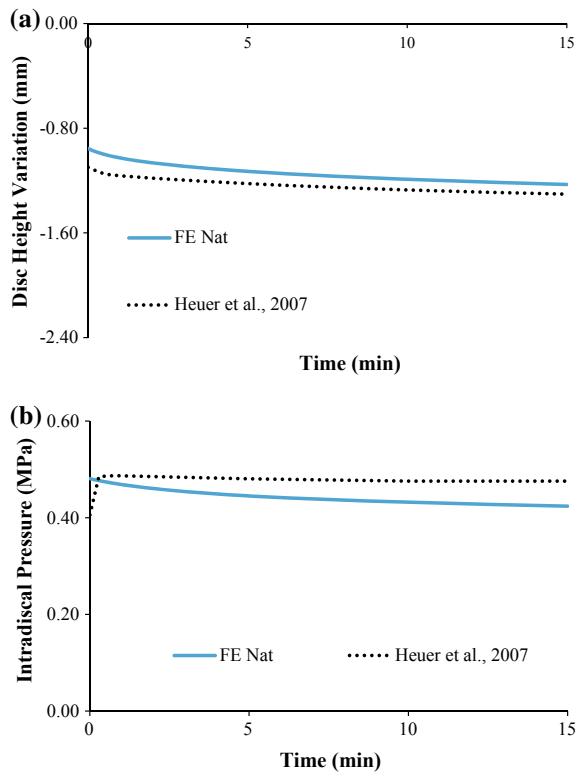 (a)
0.00
0
5
10
15
-0.80
-1.60
-2.40
Disc Height Variation (mm)
FE Nat
Heuer et al., 2007
Time (min)
(b)
0.60
0.40
0.20
0.00
Intradiscal Pressure (MPa)
FE Nat
Heuer et al., 2007
0
5
10
15
Time (min)